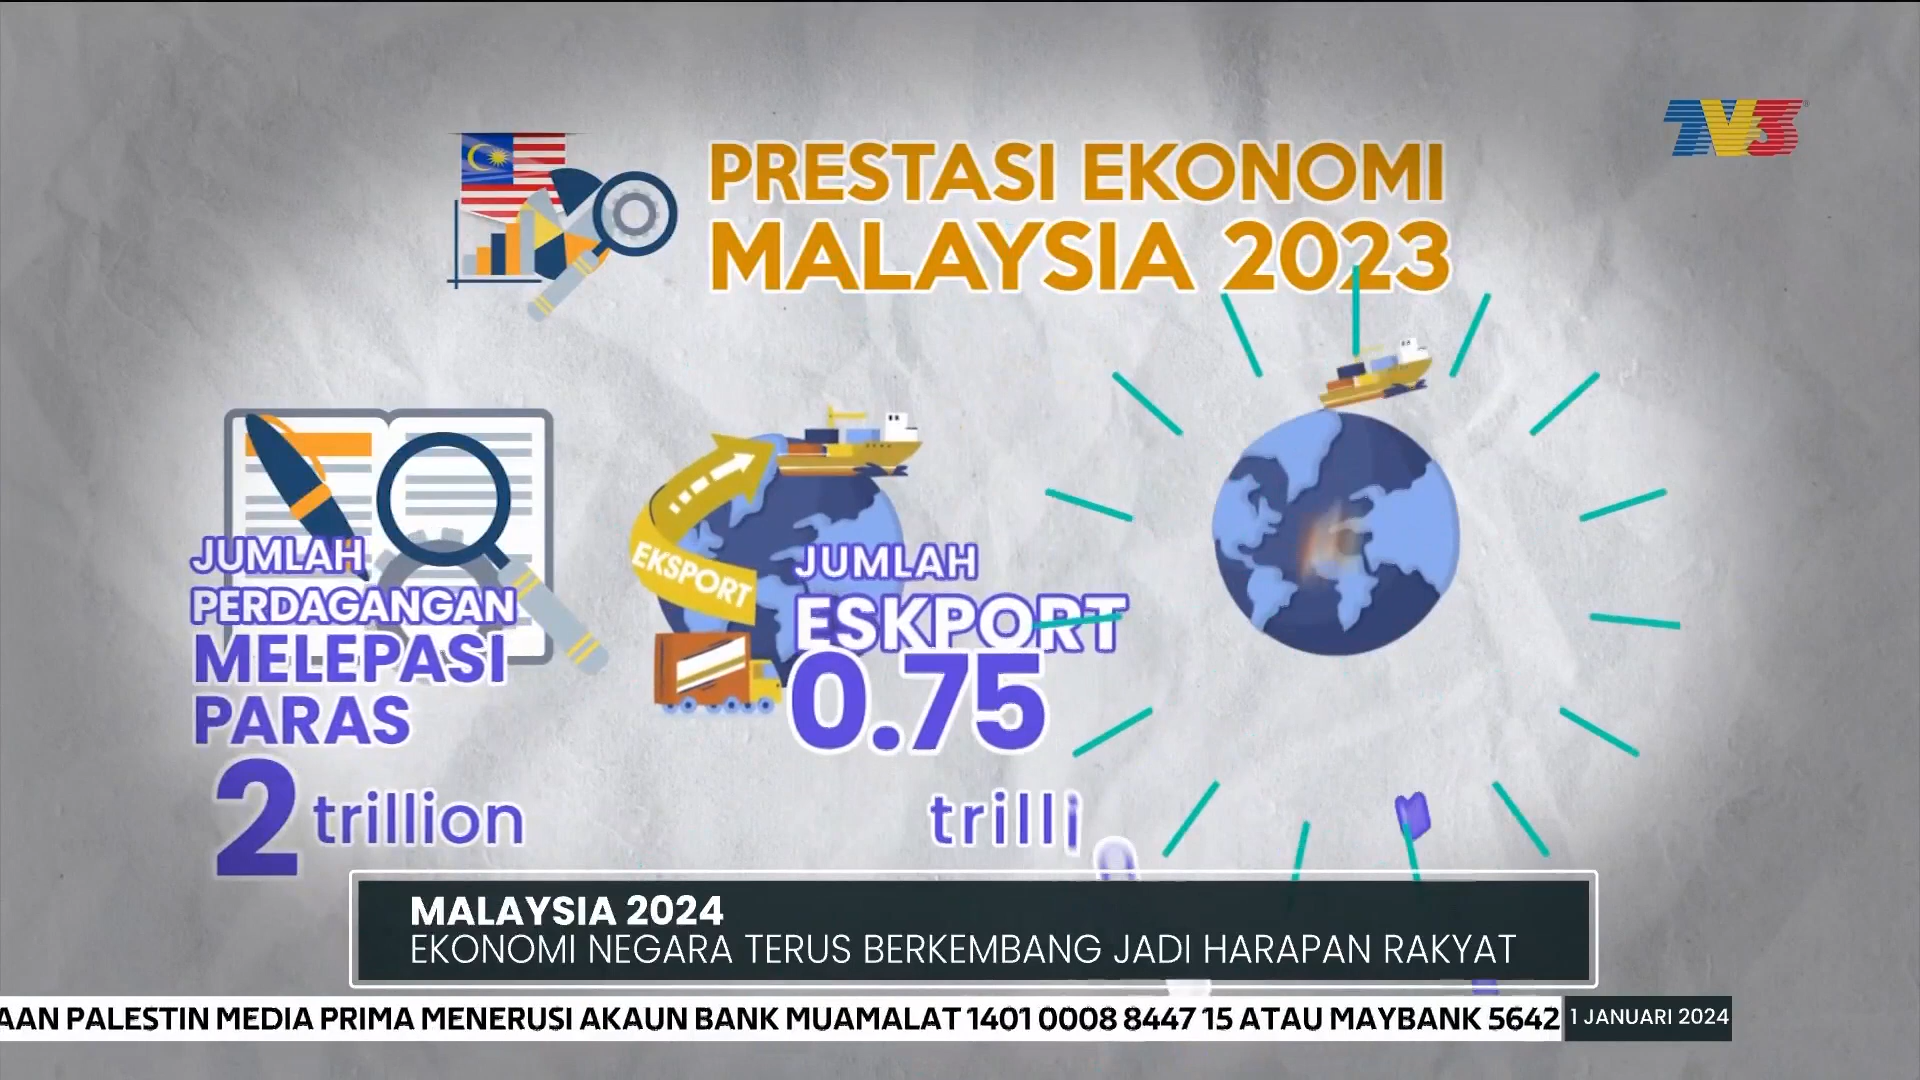 TV3
PRESTASI EKONOMI
MALAYSIA 2023
JUMLAH
PERDAGANGAN
MELEPASI
PARAS
2 trillion
EKSPORT
JUMLAH
ESKPORT
0.75
trilli
MALAYSIA 2024
EKONOMI NEGARA TERUS BERKEMBANG JADI HARAPAN RAKYAT
AAN PALESTIN MEDIA PRIMA MENERUSI AKAUN BANK MUAMALAT 1401 0008 8447 15 ATAU MAYBANK 5642
1 JANUARI 2024